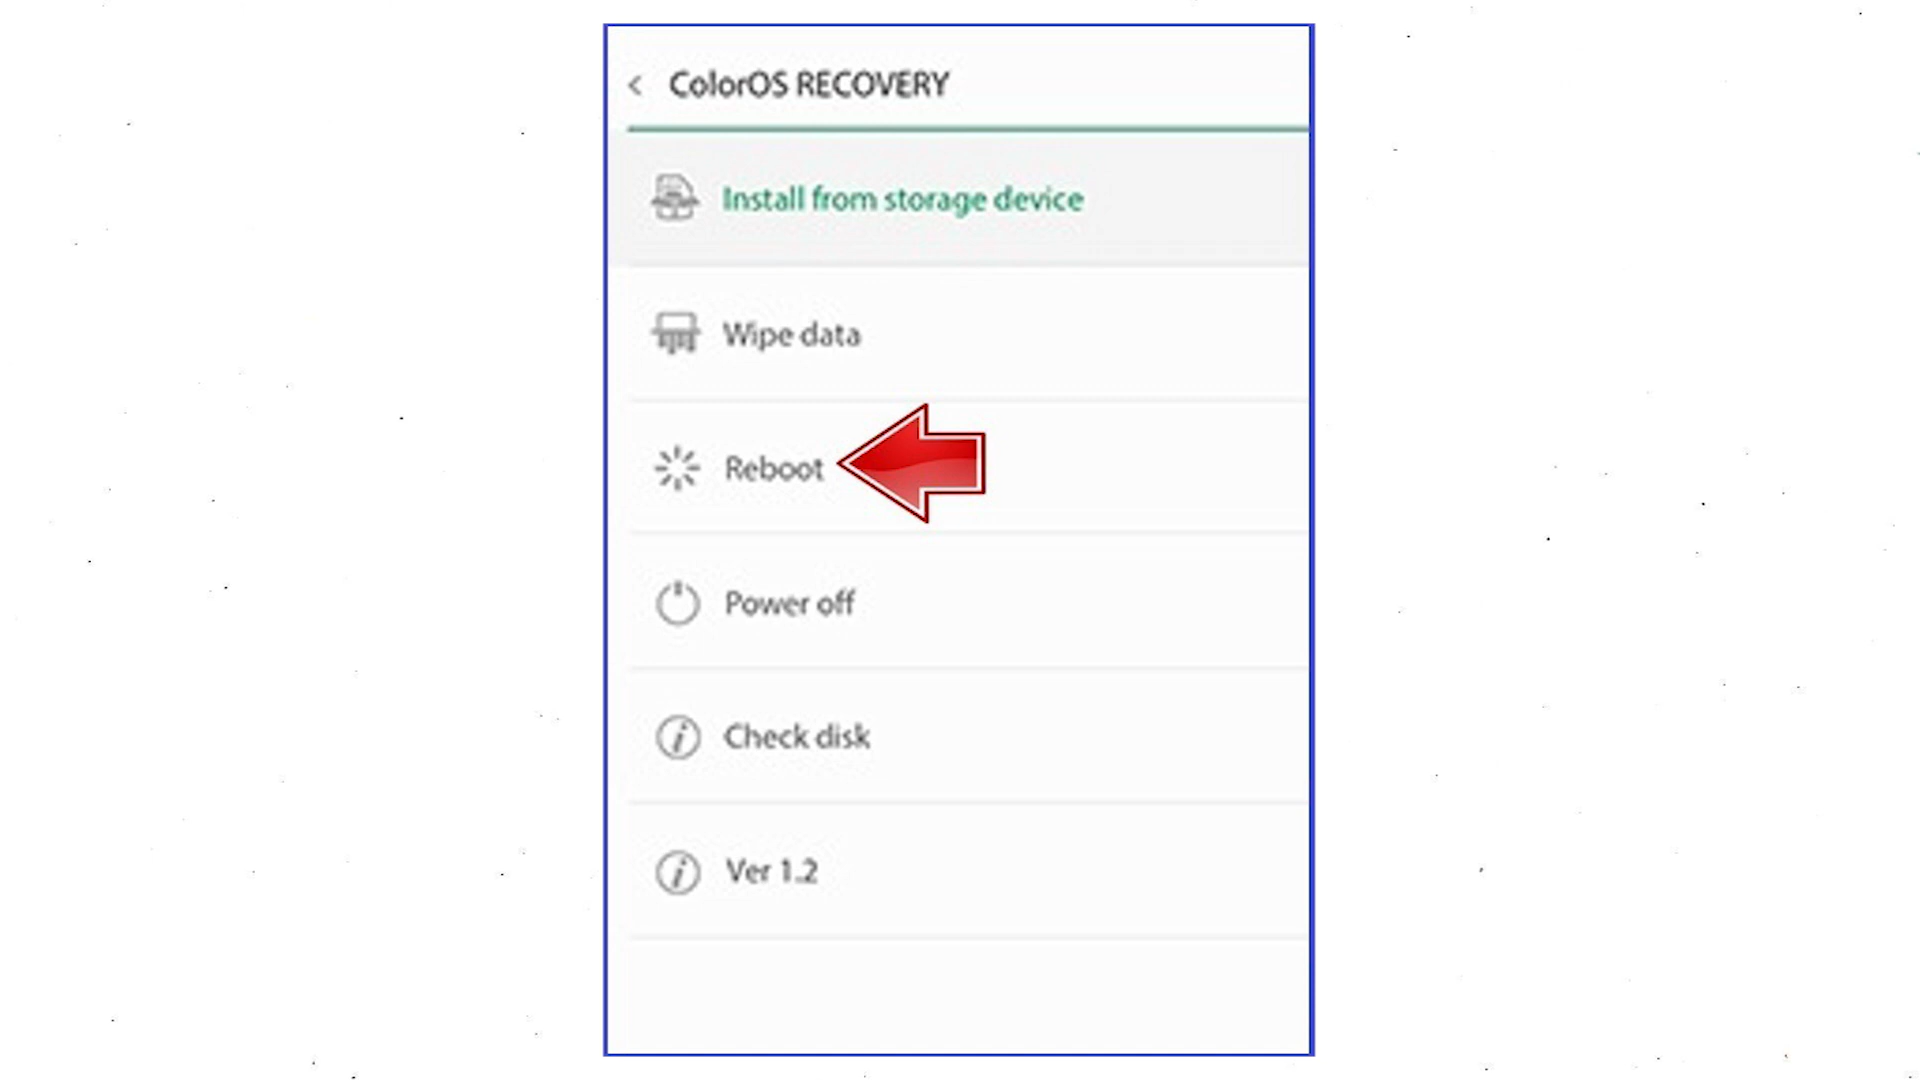 ColorOS RECOVERY
Install from storage device
Wipe data
Reboot
Power off
Check disk
Ver 1.2